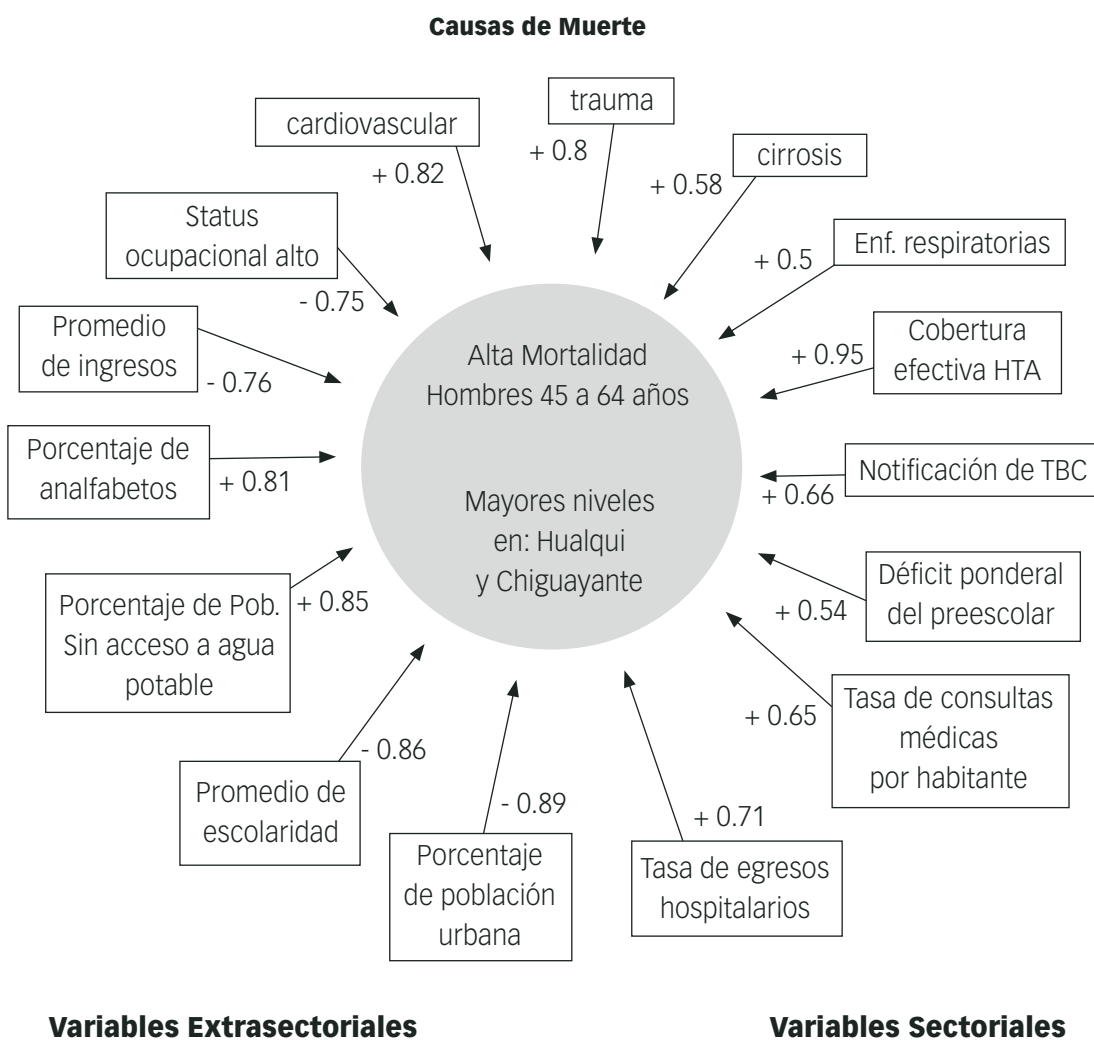 Causas de Muerte
trauma
+ 0.8
cardiovascular
+ 0.82
cirrosis
+ 0.58
Status
ocupacional alto
- 0.75
Enf. respiratorias
+ 0.5
Promedio
de ingresos
- 0.76
Cobertura
efectiva HTA
+ 0.95
Alta Mortalidad
Hombres 45 a 64 años
Mayores niveles
en: Hualqui
y Chiguayante
Porcentaje de
analfabetos
+ 0.81
Notificación de TBC
+ 0.66
Porcentaje de Pob.
Sin acceso a agua
potable
+ 0.85
Déficit ponderal
del preescolar
+ 0.54
Promedio de
escolaridad
- 0.86
Tasa de consultas
médicas
por habitante
+ 0.65
Porcentaje
de población
urbana
- 0.89
Tasa de egresos
hospitalarios
+ 0.71
Variables Extrasectoriales
Variables Sectoriales